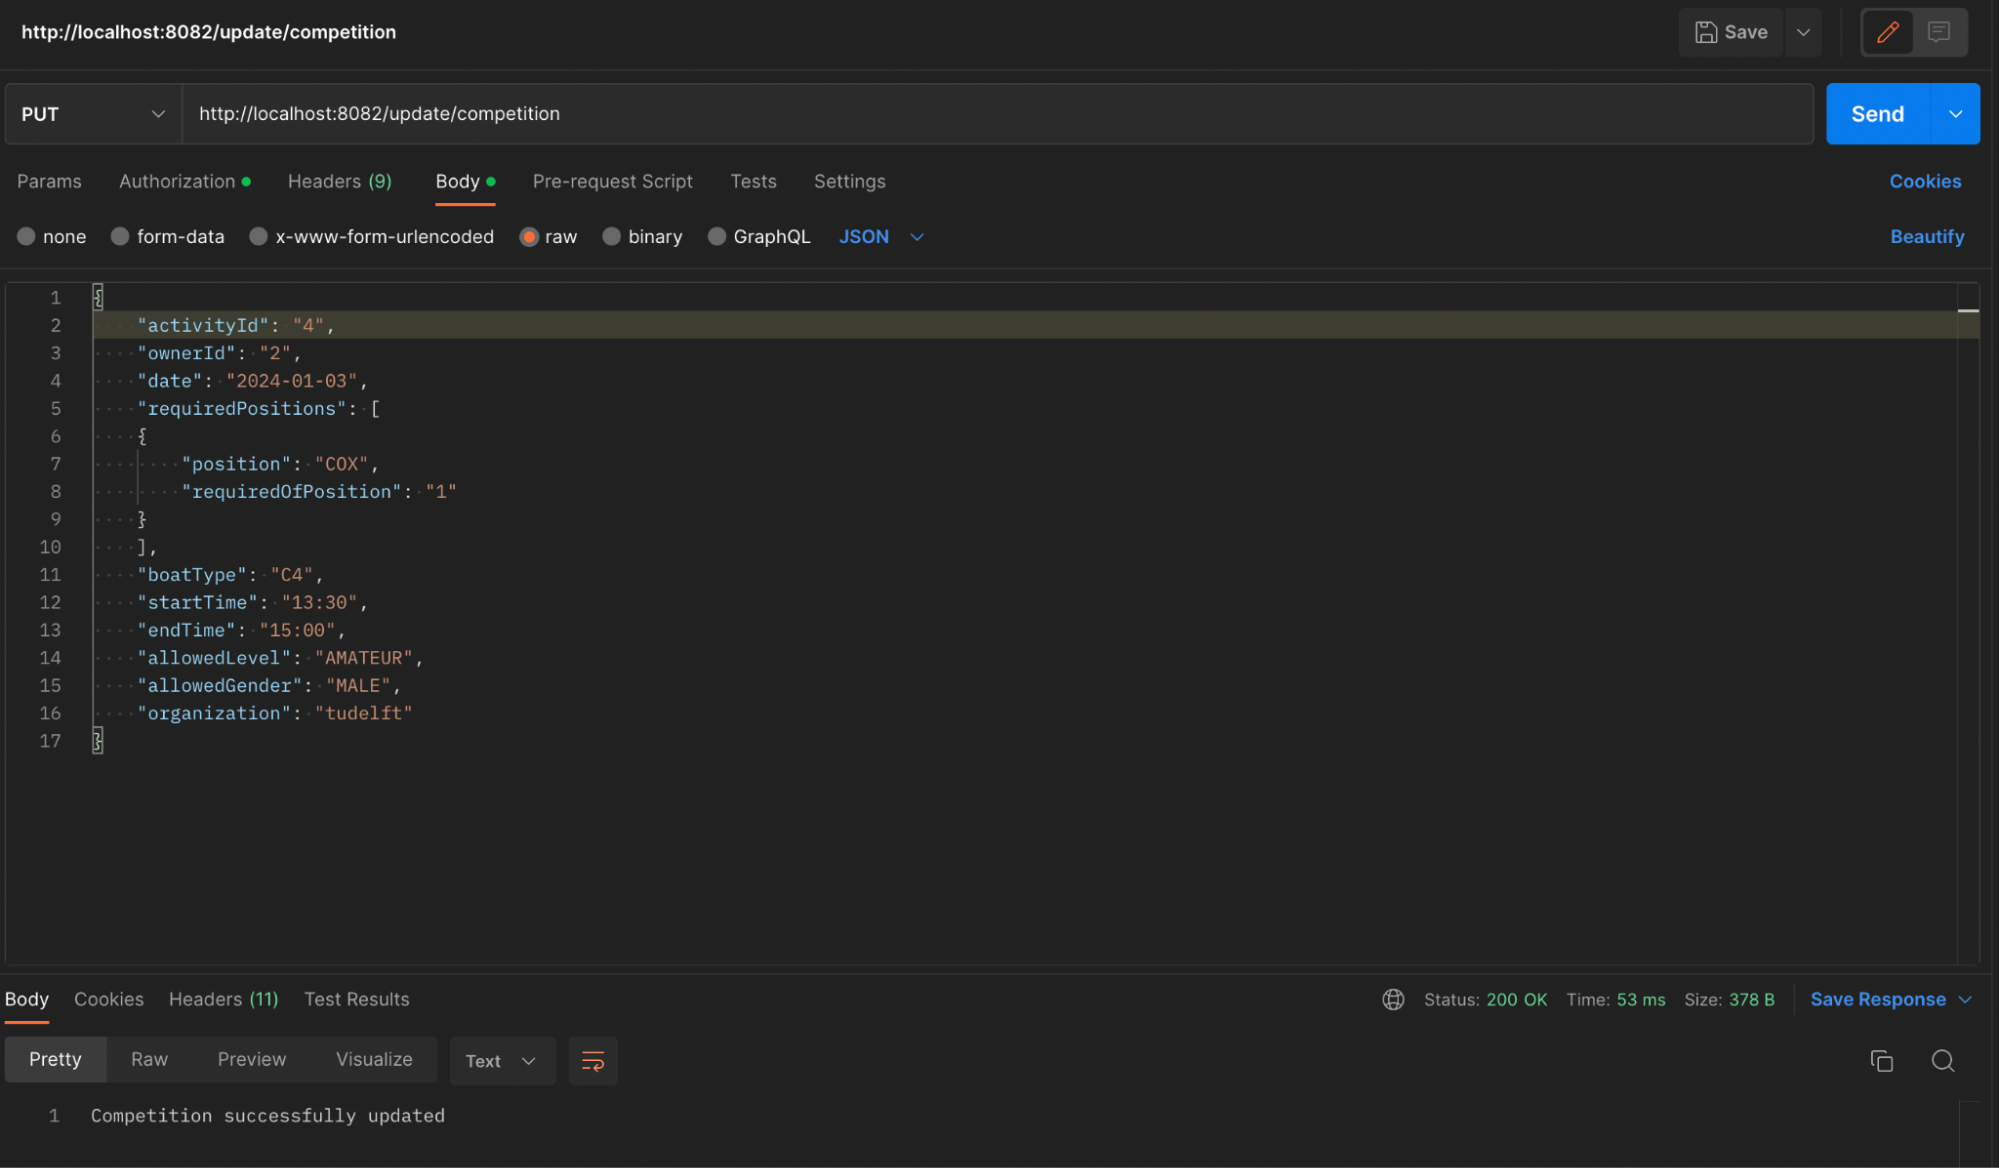 http://localhost:8082/update/competition
Save
PUT
http://localhost:8082/update/competition
Send
Params Authorization Headers (9) Body Pre-request Script Tests Settings Cookies
none form-data x-www-form-urlencoded raw binary GraphQL JSON Beautify
1 {
2 "activityId": "4",
3 "ownerId": "2",
4 "date": "2024-01-03",
5 "requiredPositions": [
6 {
7 "position": "COX",
8 "requiredOfPosition": "1"
9 }
10 ],
11 "boatType": "C4",
12 "startTime": "13:30",
13 "endTime": "15:00",
14 "allowedLevel": "AMATEUR",
15 "allowedGender": "MALE",
16 "organization": "tudelft"
17 }
Body Cookies Headers (11) Test Results Status: 200 OK Time: 53 ms Size: 378 B Save Response
Pretty Raw Preview Visualize Text
1 Competition successfully updated